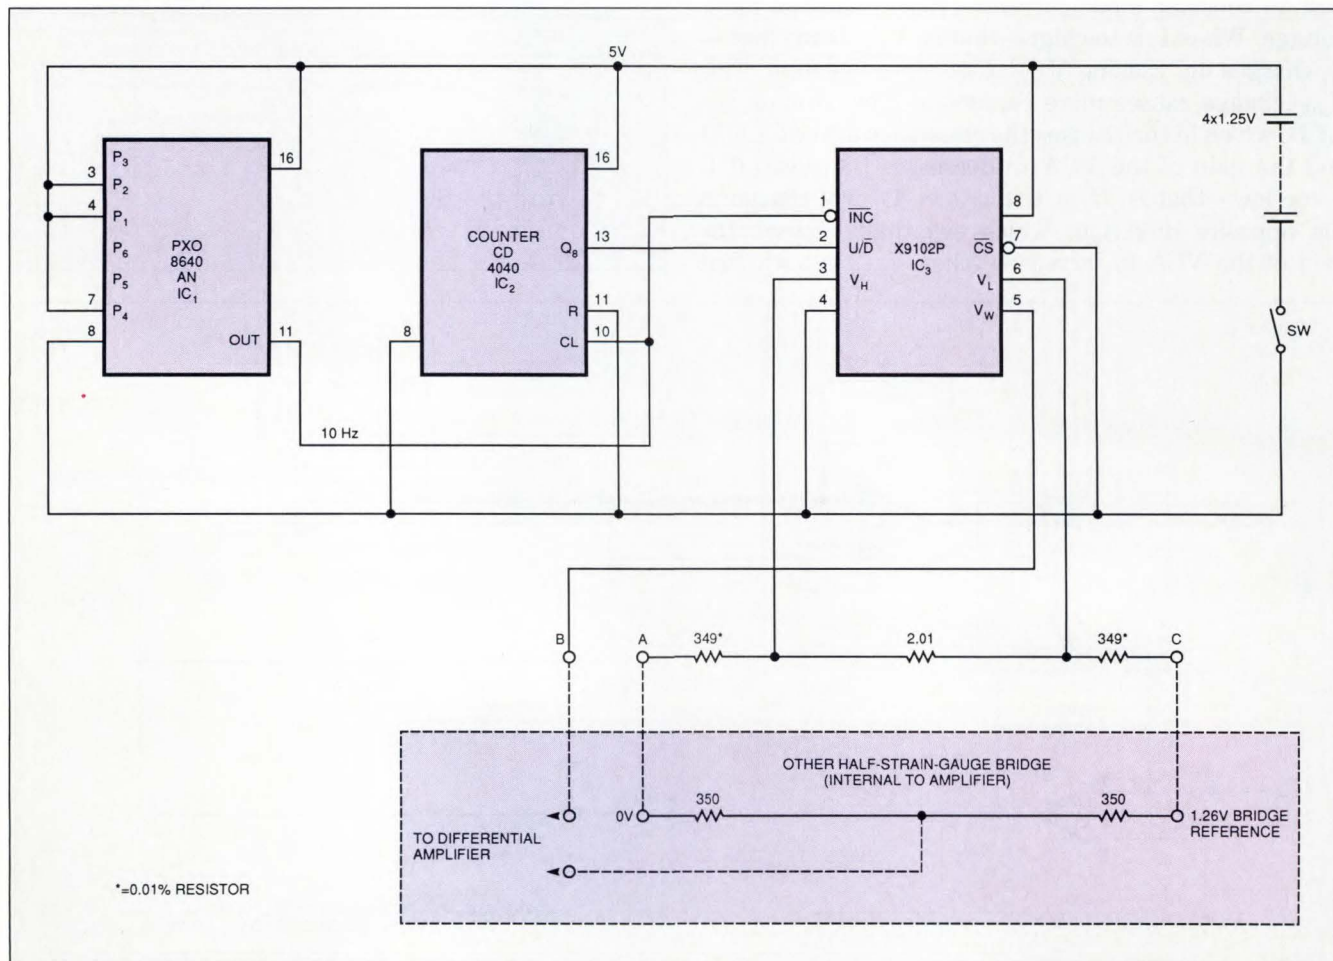 5V
4x1.25V
3
4
7
8
P3
P2
P1
P6
P5
P4
PXO
8640
AN
IC1
OUT
16
11
10 Hz
COUNTER
CD
4040
IC2
8
16
Q8
13
R
11
CL
10
1
2
3
4
INC
U/D
VH
X9102P
IC3
8
7
6
5
CS
VL
VW
SW
B
A
349*
2.01
349*
C
OTHER HALF-STRAIN-GAUGE BRIDGE
(INTERNAL TO AMPLIFIER)
0V
350
350
1.26V BRIDGE
REFERENCE
TO DIFFERENTIAL
AMPLIFIER
*=0.01% RESISTOR